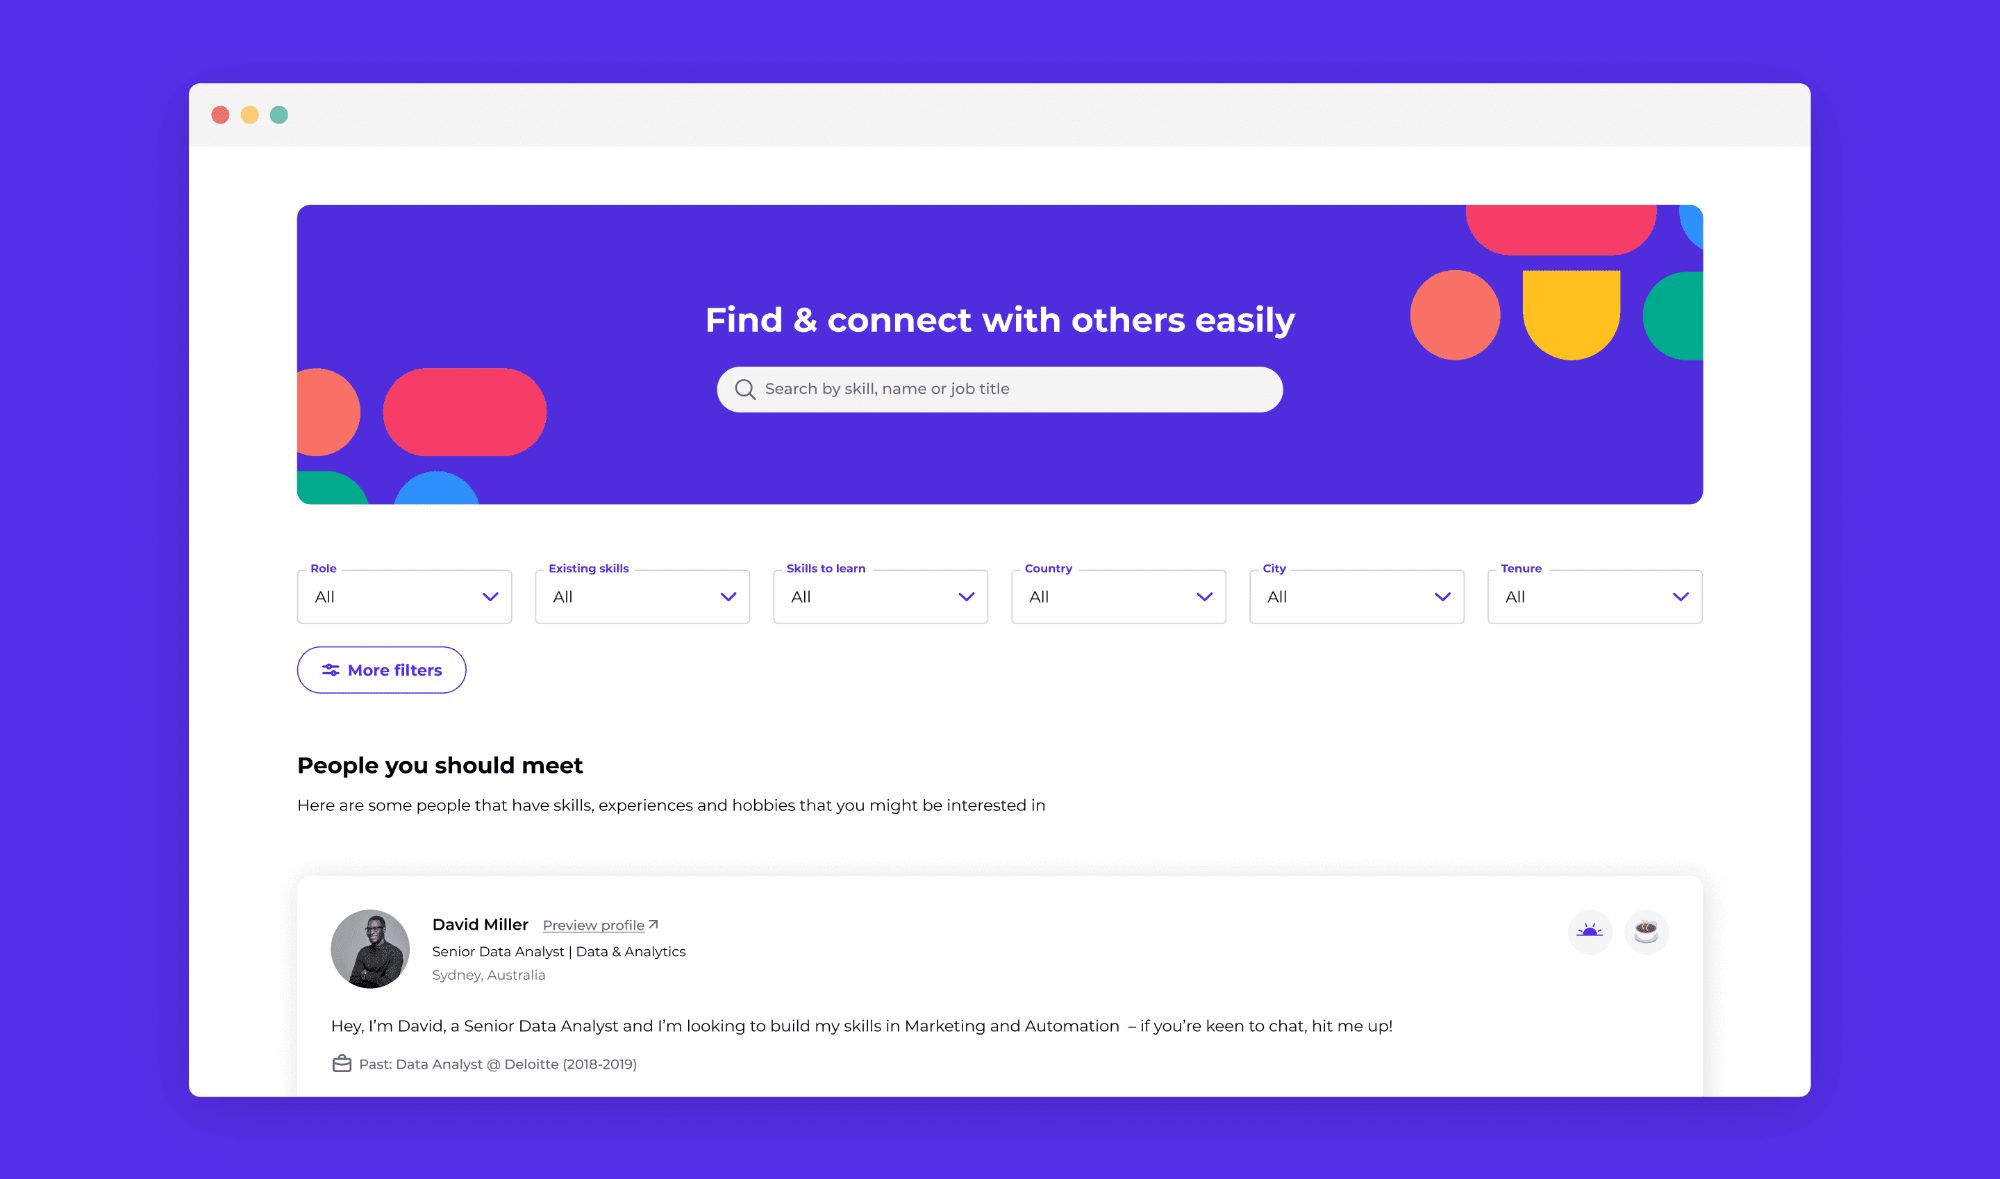 Find & connect with others easily
Search by skill, name or job title
Role
Existing skills
Skills to learn
Country
City
Tenure
All
All
All
All
All
All
More filters
People you should meet
Here are some people that have skills, experiences and hobbies that you might be interested in
David Miller Preview profile
Senior Data Analyst | Data & Analytics
Sydney, Australia
Hey, I’m David, a Senior Data Analyst and I’m looking to build my skills in Marketing and Automation – if you’re keen to chat, hit me up!
Past: Data Analyst @ Deloitte (2018-2019)